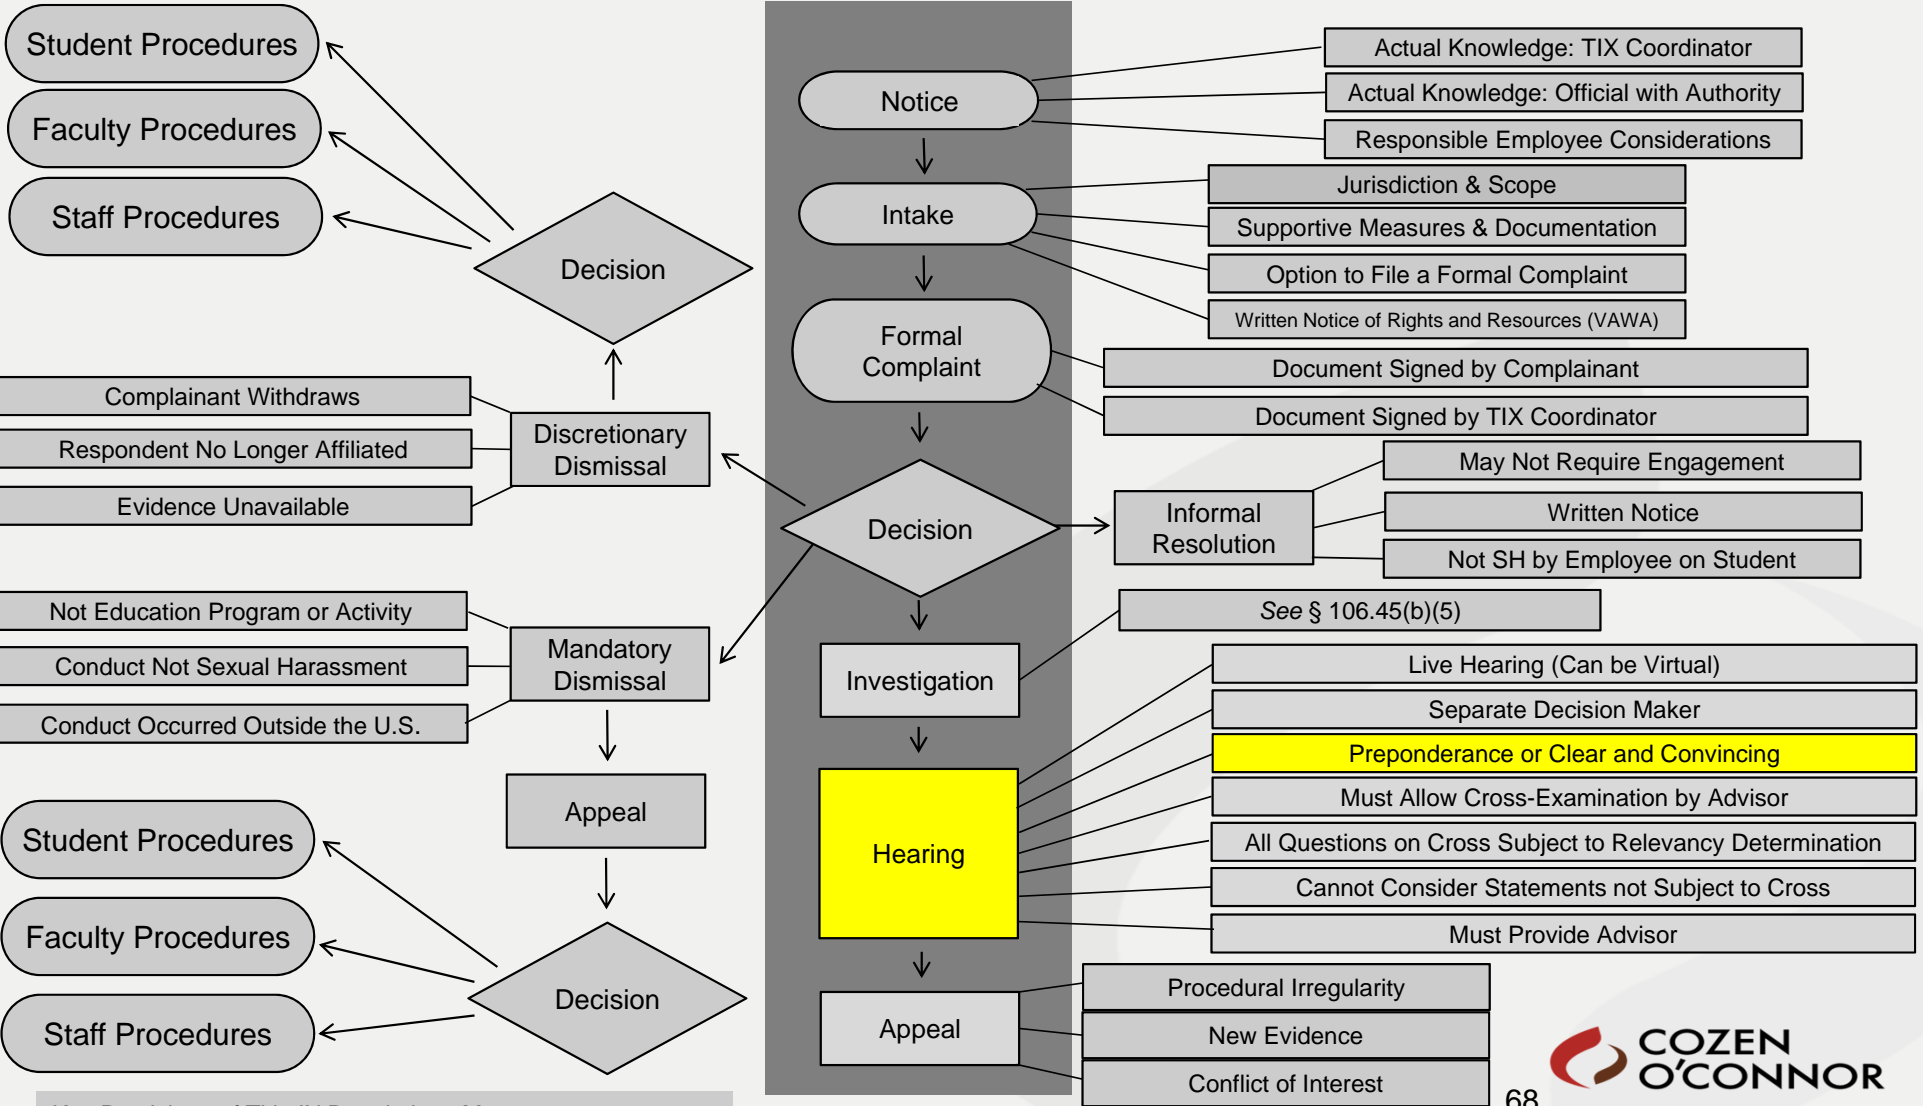 Student Procedures
Faculty Procedures
Staff Procedures
Decision
Complainant Withdraws
Respondent No Longer Affiliated
Evidence Unavailable
Discretionary
Dismissal
Not Education Program or Activity
Conduct Not Sexual Harassment
Conduct Occurred Outside the U.S.
Mandatory
Dismissal
Appeal
Student Procedures
Faculty Procedures
Staff Procedures
Decision
Notice
Actual Knowledge: TIX Coordinator
Actual Knowledge: Official with Authority
Responsible Employee Considerations
Intake
Jurisdiction & Scope
Supportive Measures & Documentation
Option to File a Formal Complaint
Written Notice of Rights and Resources (VAWA)
Formal
Complaint
Document Signed by Complainant
Document Signed by TIX Coordinator
Decision
Informal
Resolution
May Not Require Engagement
Written Notice
Not SH by Employee on Student
Investigation
See § 106.45(b)(5)
Hearing
Live Hearing (Can be Virtual)
Separate Decision Maker
Preponderance or Clear and Convincing
Must Allow Cross-Examination by Advisor
All Questions on Cross Subject to Relevancy Determination
Cannot Consider Statements not Subject to Cross
Must Provide Advisor
Appeal
Procedural Irregularity
New Evidence
Conflict of Interest
COZEN
O'CONNOR
68